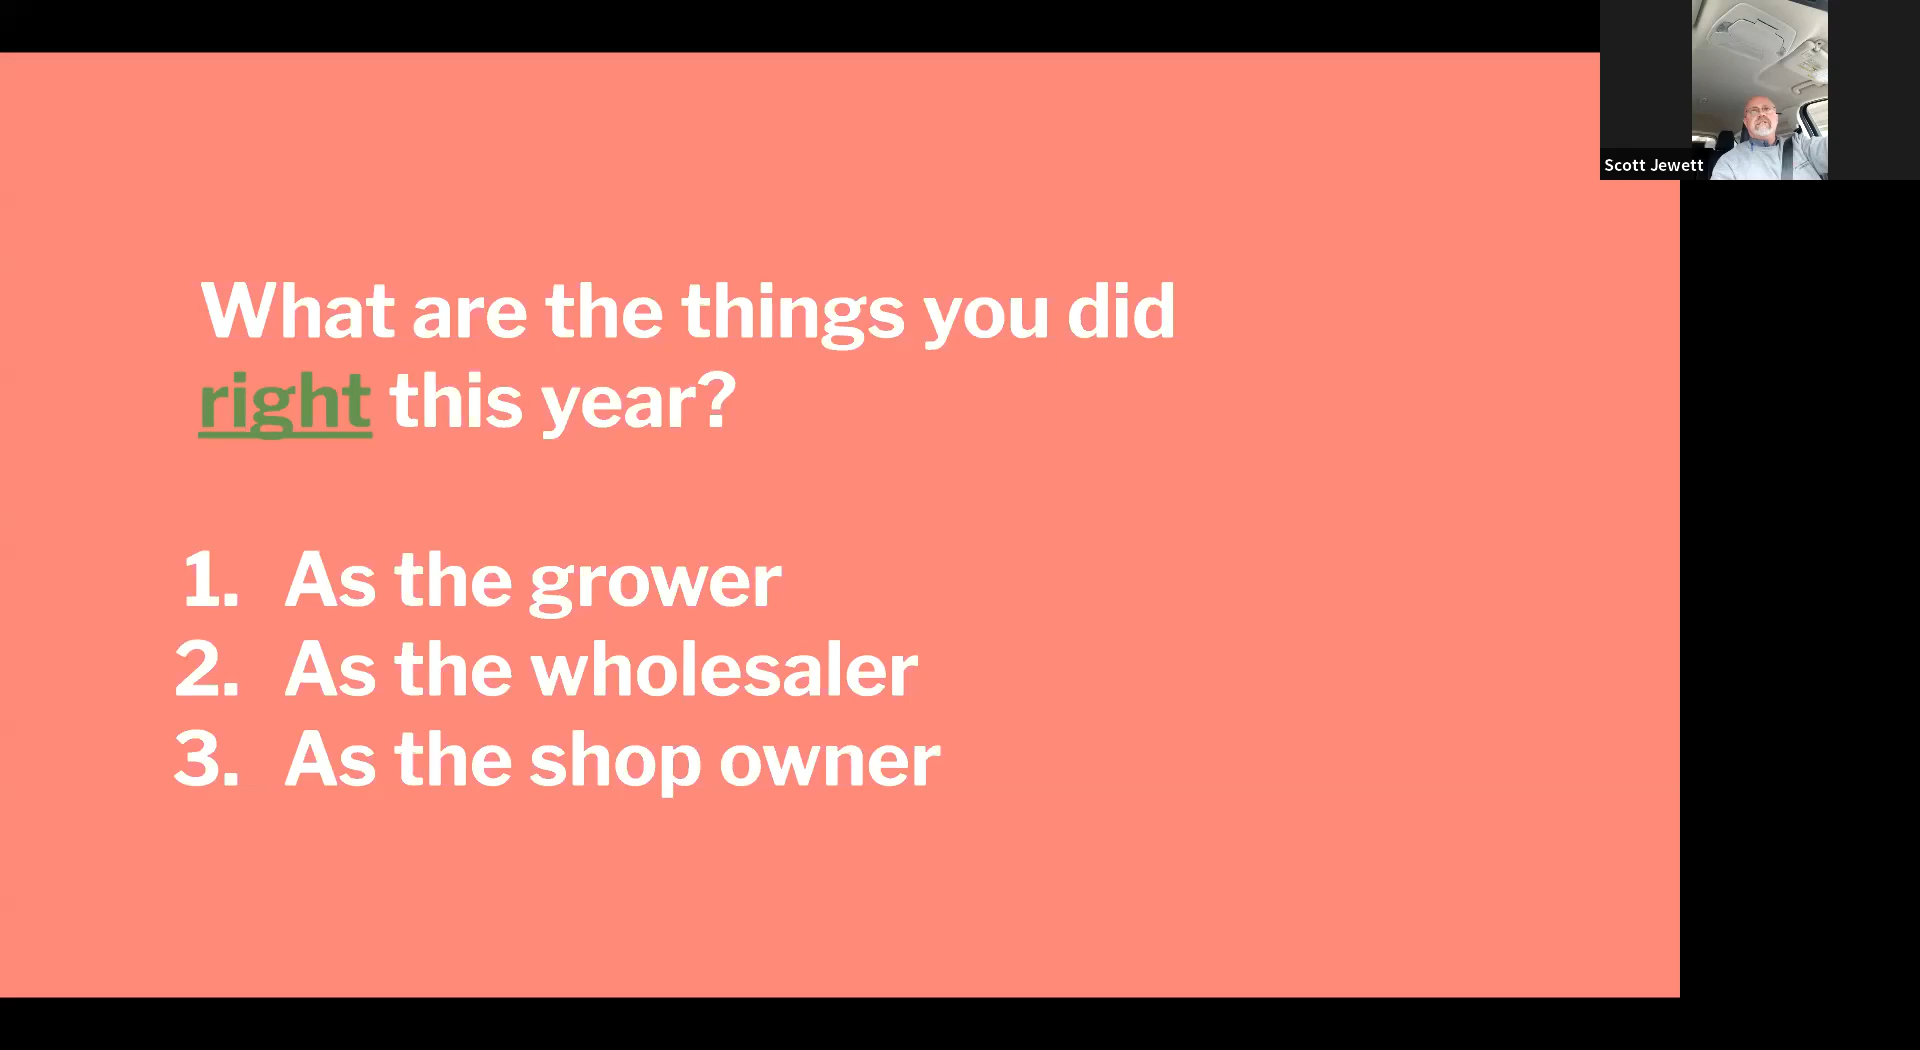 What are the things you did
right this year?
1. As the grower
2. As the wholesaler
3. As the shop owner
Scott Jewett